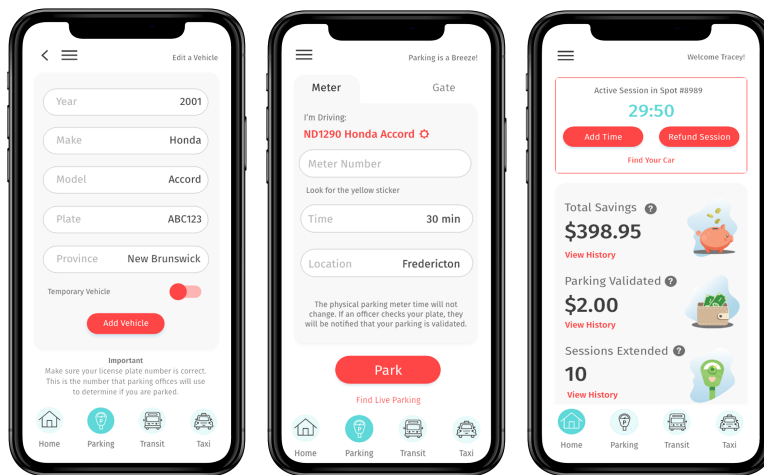 Edit a Vehicle
Year 2001
Make Honda
Model Accord
Plate ABC123
Province New Brunswick
Temporary Vehicle
Add Vehicle
Important
Make sure your license plate number is correct.
This is the number that parking offices will use
to determine if you are parked.
Home Parking Transit Taxi
Parking is a Breeze!
Meter Gate
I'm Driving:
ND1290 Honda Accord
Meter Number
Look for the yellow sticker
Time 30 min
Location Fredericton
The physical parking meter time will not
change. If an officer checks your plate, they
will be notified that your parking is validated.
Park
Find Live Parking
P
Home Parking Transit Taxi
Welcome Tracey!
Active Session in Spot #8989
29:50
Add Time Refund Session
Find Your Car
Total Savings ?
$398.95
View History
Parking Validated ?
$2.00
View History
Sessions Extended ?
10
View History
P
Home Parking Transit Taxi